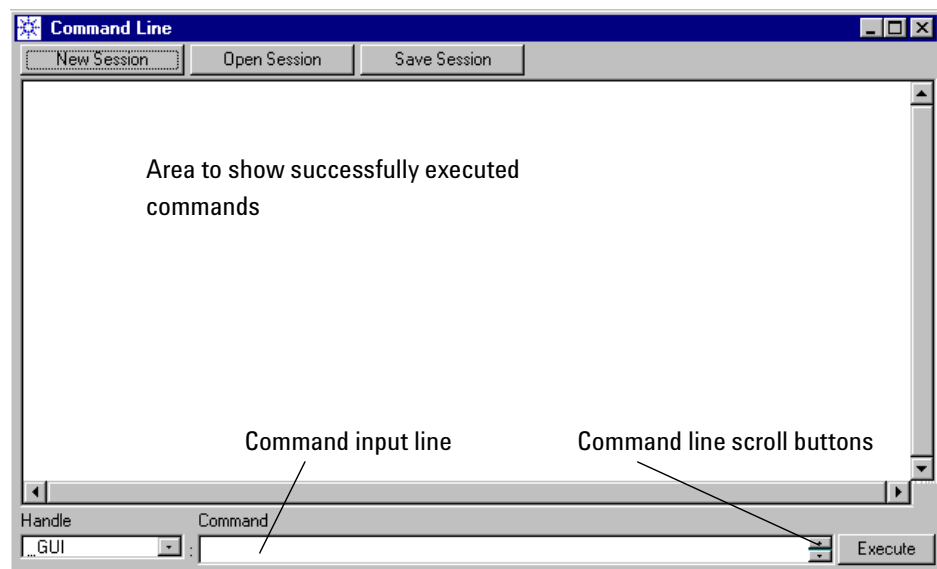 Command Line
New Session
Open Session
Save Session
Area to show successfully executed
commands
Command input line
Command line scroll buttons
Handle
Command
_GUI
:
Execute